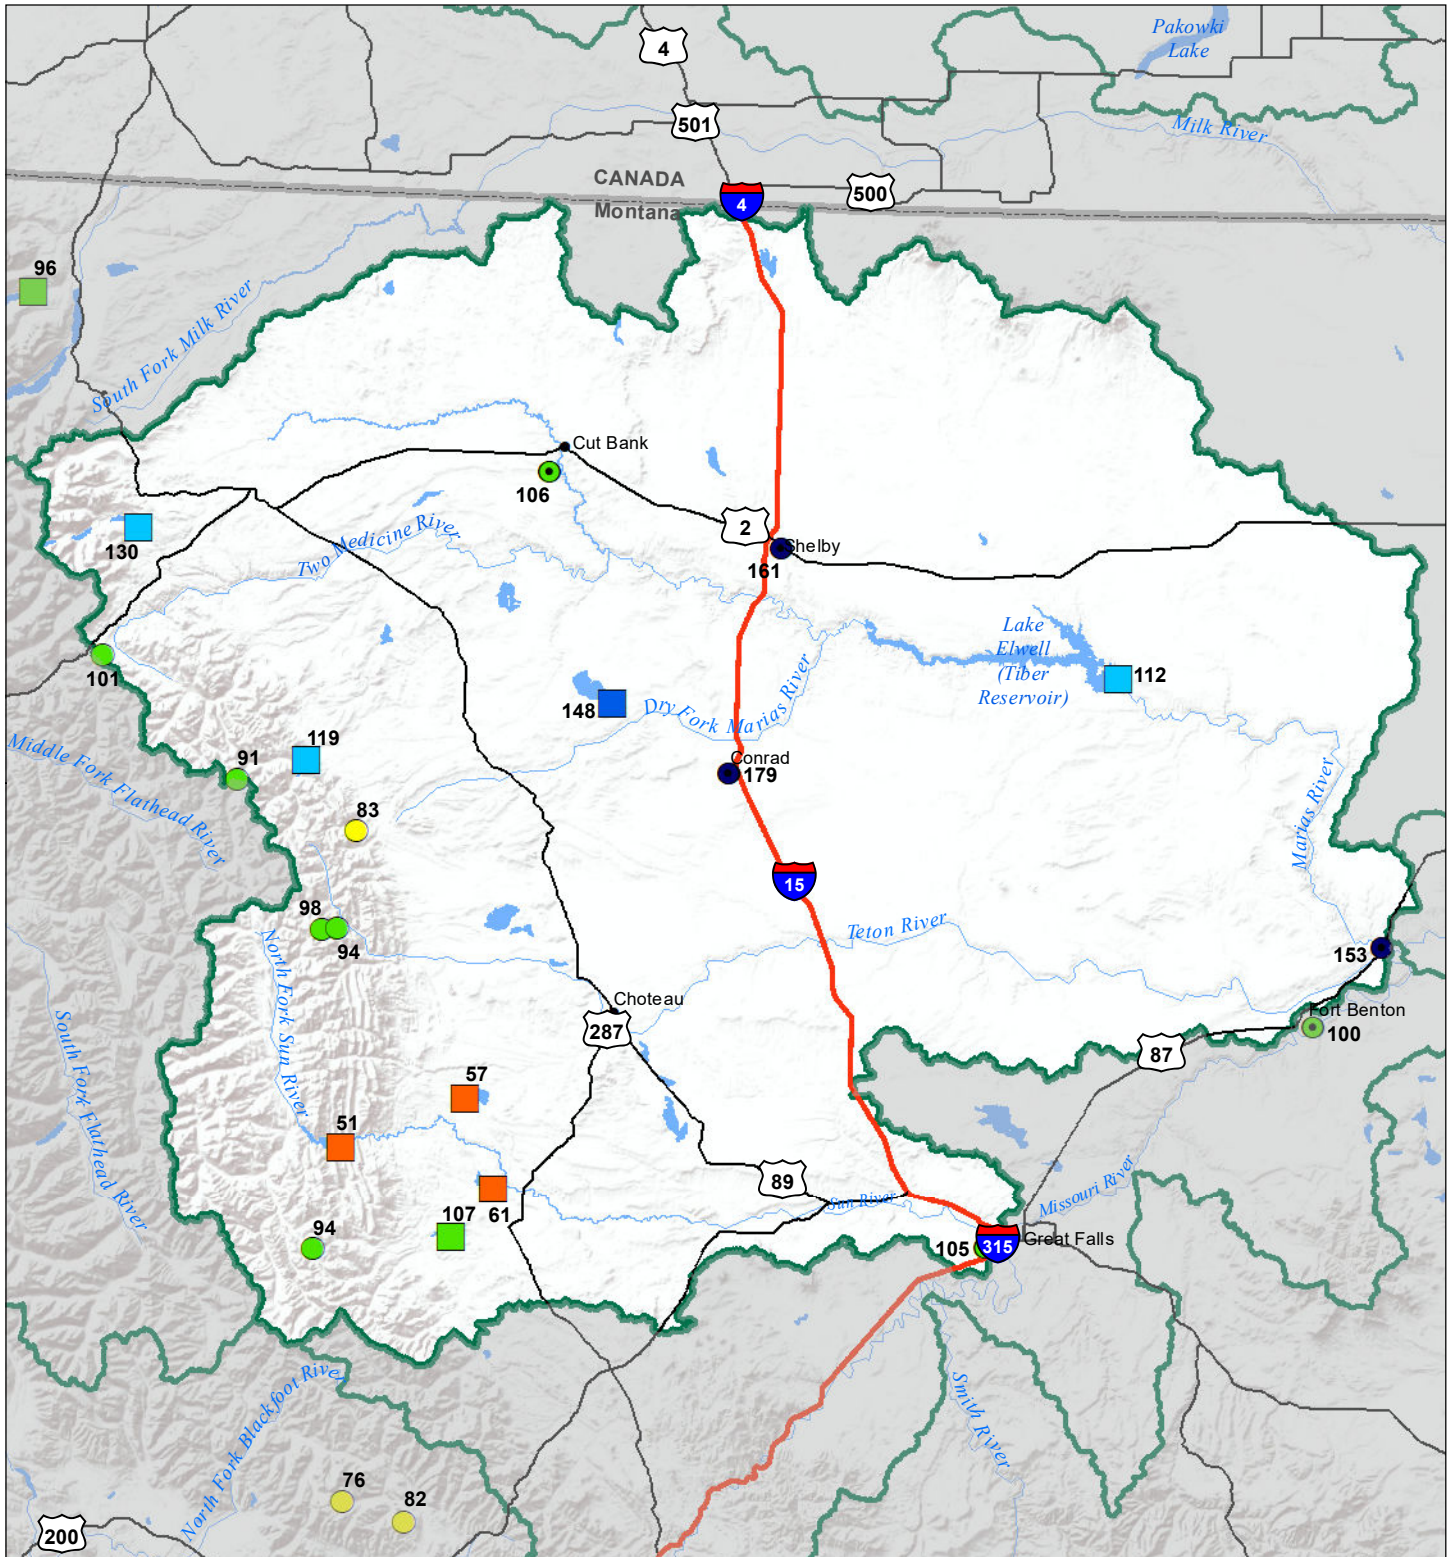 Pakowki
Lake
4
501
Milk River
CANADA
500
4
Montana
96
South Fork Milk River
Cut Bank
106
2
130
Two Medicine River
Shelby
161
Lake
Elwell
(Tiber
Reservoir)
101
112
148
Dry Fork Marias River
119
91
Middle Fork Flathead River
Conrad
179
83
Marias River
15
98
94
North Fork Sun River
Teton River
153
Choteau
287
Fort Benton
100
South Fork Flathead River
87
57
51
89
Missouri River
61
Sun River
107
94
105
315
Great Falls
North Fork Blackfoot River
Smith River
76
82
200